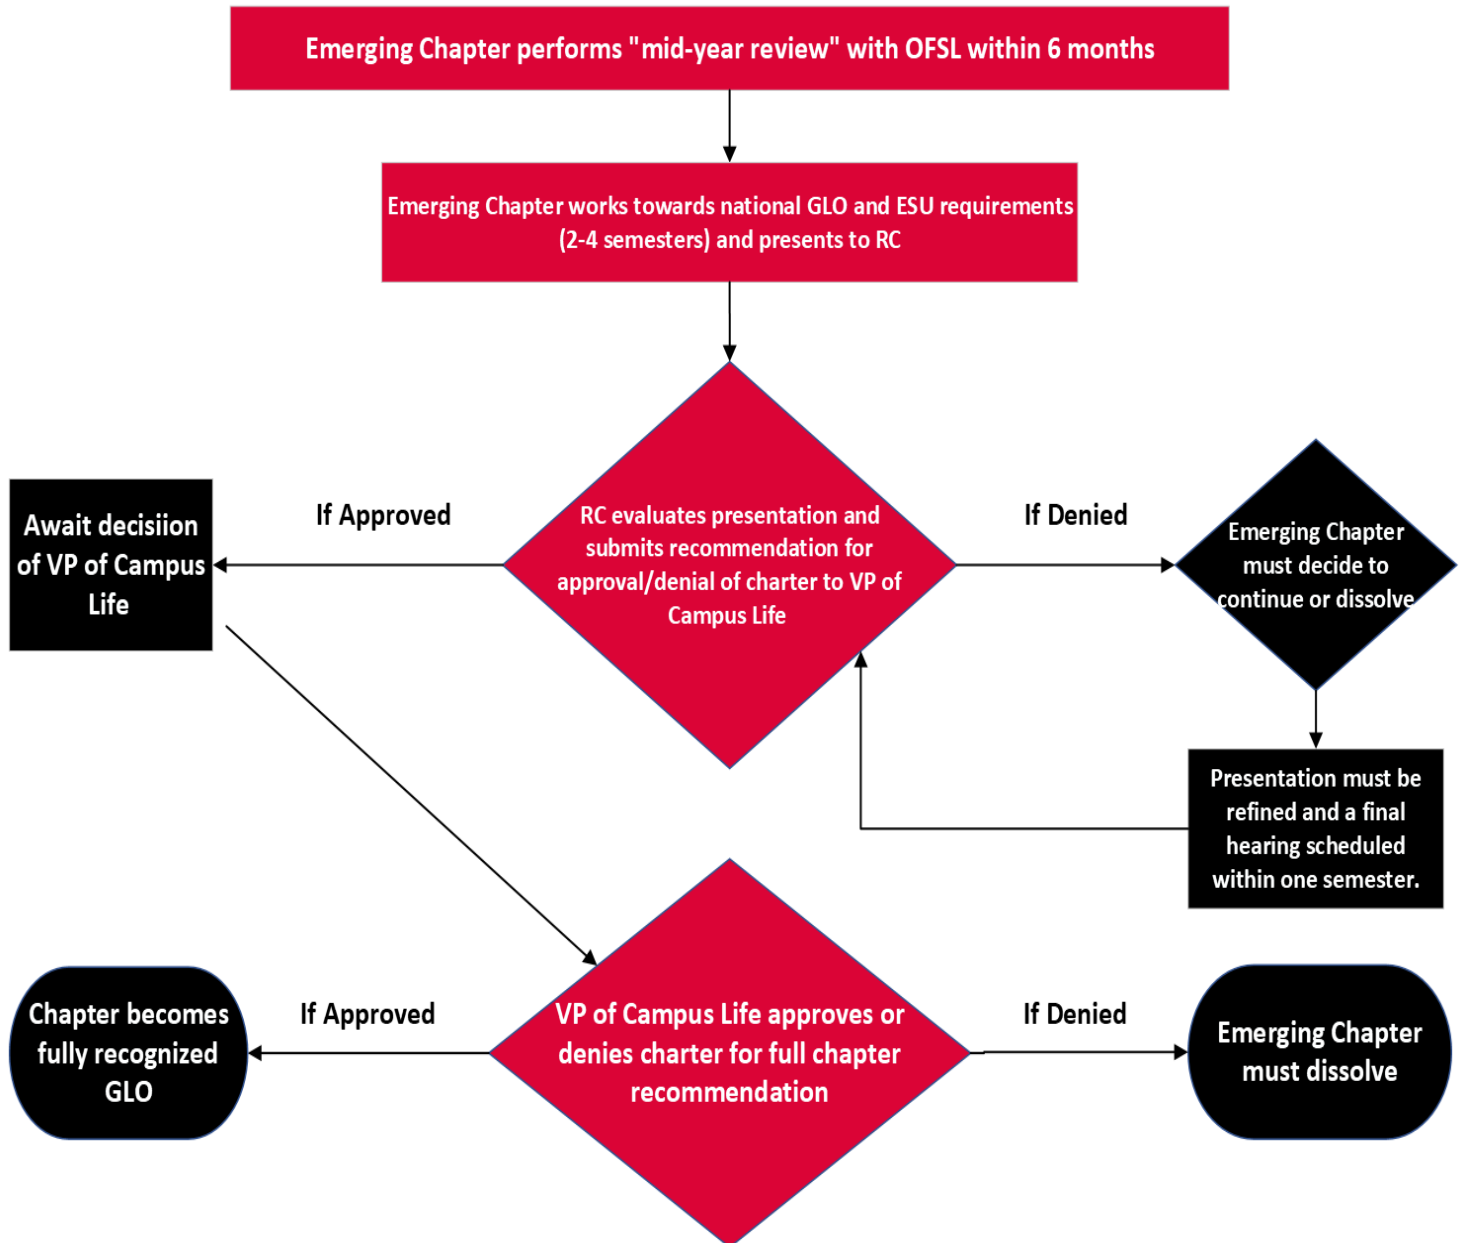 Emerging Chapter performs "mid-year review" with OFSL within 6 months
Emerging Chapter works towards national GLO and ESU requirements
(2-4 semesters) and presents to RC
If Approved
RC evaluates presentation and
submits recommendation for
approval/denial of charter to VP of
Campus Life
If Denied
Await decisiion
of VP of Campus
Life
Emerging Chapter
must decide to
continue or dissolve
Presentation must be
refined and a final
hearing scheduled
within one semester.
Chapter becomes
fully recognized
GLO
If Approved
VP of Campus Life approves or
denies charter for full chapter
recommendation
If Denied
Emerging Chapter
must dissolve